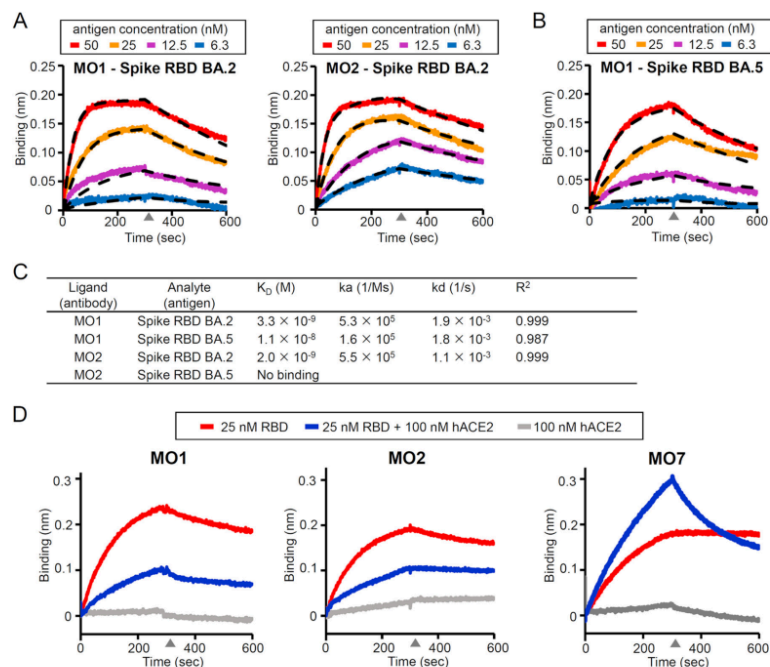 A
antigen concentration (nM)
50 25 12.5 6.3
MO1 - Spike RBD BA.2
MO2 - Spike RBD BA.2
Binding (nm)
0.25
0.20
0.15
0.10
0.05
0
0 200 400 600
Time (sec)
Binding (nm)
0.25
0.20
0.15
0.10
0.05
0
0 200 400 600
Time (sec)
B
antigen concentration (nM)
50 25 12.5 6.3
MO1 - Spike RBD BA.5
Binding (nm)
0.25
0.20
0.15
0.10
0.05
0
0 200 400 600
Time (sec)
C
Ligand (antibody) Analyte (antigen) K_D (M) ka (1/Ms) kd (1/s) R²
MO1 Spike RBD BA.2 3.3 × 10⁻⁹ 5.3 × 10⁵ 1.9 × 10⁻³ 0.999
MO1 Spike RBD BA.5 1.1 × 10⁻⁸ 1.6 × 10⁵ 1.8 × 10⁻³ 0.987
MO2 Spike RBD BA.2 2.0 × 10⁻⁹ 5.5 × 10⁵ 1.1 × 10⁻³ 0.999
MO2 Spike RBD BA.5 No binding
D
25 nM RBD 25 nM RBD + 100 nM hACE2 100 nM hACE2
MO1
Binding (nm)
0.3
0.2
0.1
0
0 200 400 600
Time (sec)
MO2
Binding (nm)
0.3
0.2
0.1
0
0 200 400 600
Time (sec)
MO7
Binding (nm)
0.3
0.2
0.1
0
0 200 400 600
Time (sec)